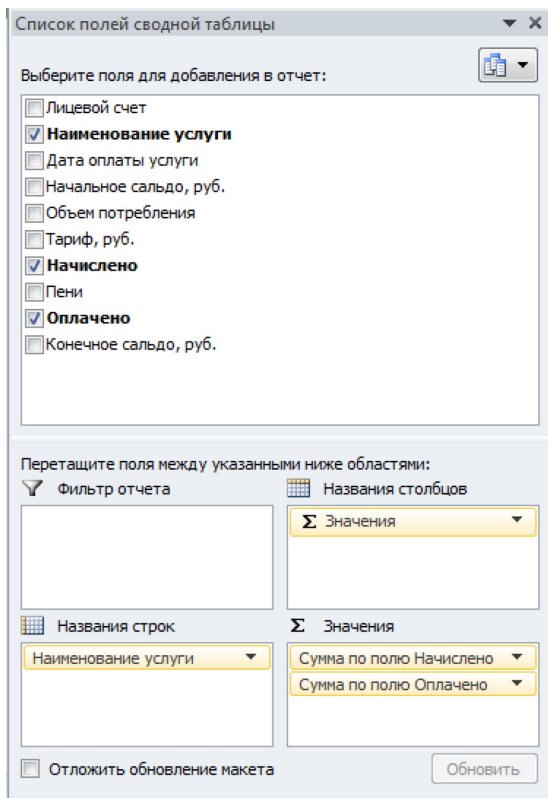 Список полей сводной таблицы
Выберите поля для добавления в отчет:
Лицевой счет
Наименование услуги
Дата оплаты услуги
Начальное сальдо, руб.
Объем потребления
Тариф, руб.
Начислено
Пени
Оплачено
Конечное сальдо, руб.
Перетащите поля между указанными ниже областями:
Фильтр отчета
Названия столбцов
Σ Значения
Названия строк
Σ Значения
Наименование услуги
Сумма по полю Начислено
Сумма по полю Оплачено
Отложить обновление макета
Обновить